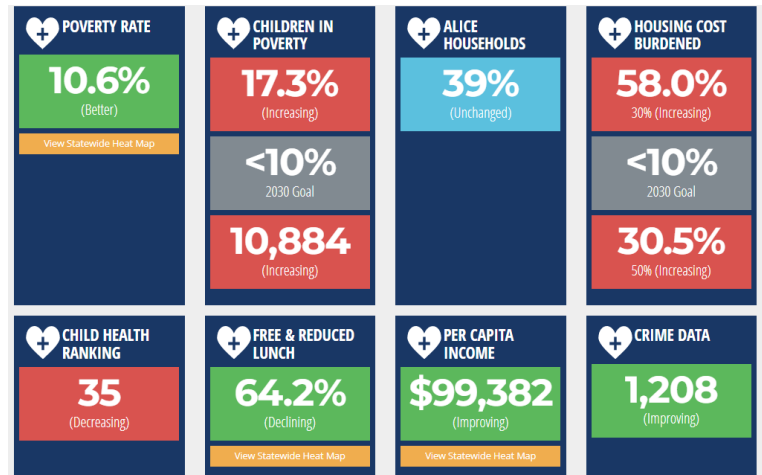 POVERTY RATE
10.6%
(Better)
View Statewide Heat Map
CHILDREN IN
POVERTY
17.3%
(Increasing)
<10%
2030 Goal
10,884
(Increasing)
ALICE
HOUSEHOLDS
39%
(Unchanged)
HOUSING COST
BURDENED
58.0%
30% (Increasing)
<10%
2030 Goal
30.5%
50% (Increasing)
CHILD HEALTH
RANKING
35
(Decreasing)
FREE & REDUCED
LUNCH
64.2%
(Declining)
View Statewide Heat Map
PER CAPITA
INCOME
$99,382
(Improving)
View Statewide Heat Map
CRIME DATA
1,208
(Improving)